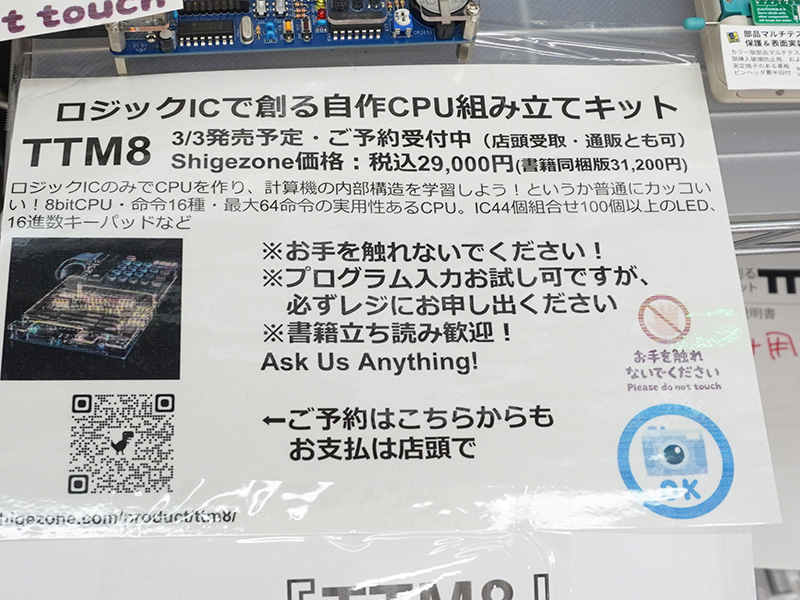 t touch
部品マルチテス
保護＆表面実
ロジックICで創る自作CPU組み立てキット
TTM8
3/3発売予定・ご予約受付中（店頭受取・通販とも可）
Shigezone価格：税込29,000円(書籍同梱版31,200円)
ロジックICのみでCPUを作り、計算機の内部構造を学習しよう！というか普通にカッコい
い！8bitCPU・命令16種・最大64命令の実用性あるCPU。IC44個組合せ100個以上のLED、
16進数キーパッドなど
※お手を触れないでください！
※プログラム入力お試し可ですが、
必ずレジにお申し出ください
※書籍立ち読み歓迎！
Ask Us Anything!
お手を触れ
ないでください
Please do not touch
←ご予約はこちらからも
お支払は店頭で
OK
higezone.com/product/ttm8/
『TTM8』